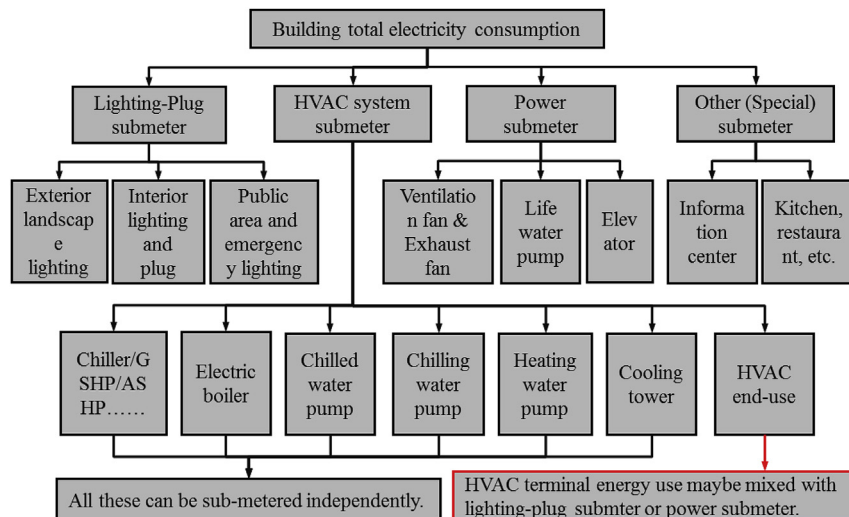 Building total electricity consumption
Lighting-Plug
submeter
HVAC system
submeter
Power
submeter
Other (Special)
submeter
Exterior
landscap
e
lighting
Interior
lighting
and
plug
Public
area and
emergenc
y lighting
Ventilatio
n fan &
Exhaust
fan
Life
water
pump
Elev
ator
Informa
tion
center
Kitchen,
restaura
nt, etc.
Chiller/G
SHP/AS
HP……
Electric
boiler
Chilled
water
pump
Chilling
water
pump
Heating
water
pump
Cooling
tower
HVAC
end-use
All these can be sub-metered independently.
HVAC terminal energy use maybe mixed with
lighting-plug submter or power submeter.